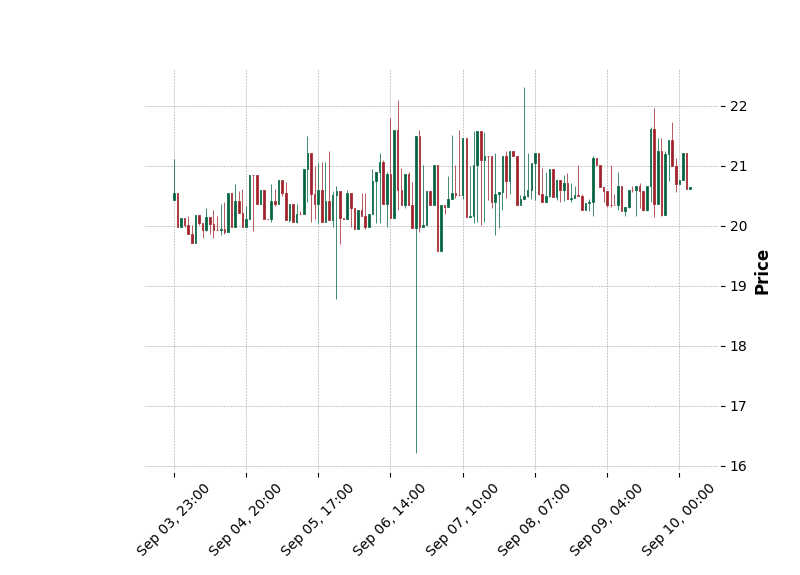 22
21
20
19
18
17
16
Price
Sep 03, 23:00
Sep 04, 20:00
Sep 05, 17:00
Sep 06, 14:00
Sep 07, 10:00
Sep 08, 07:00
Sep 09, 04:00
Sep 10, 00:00